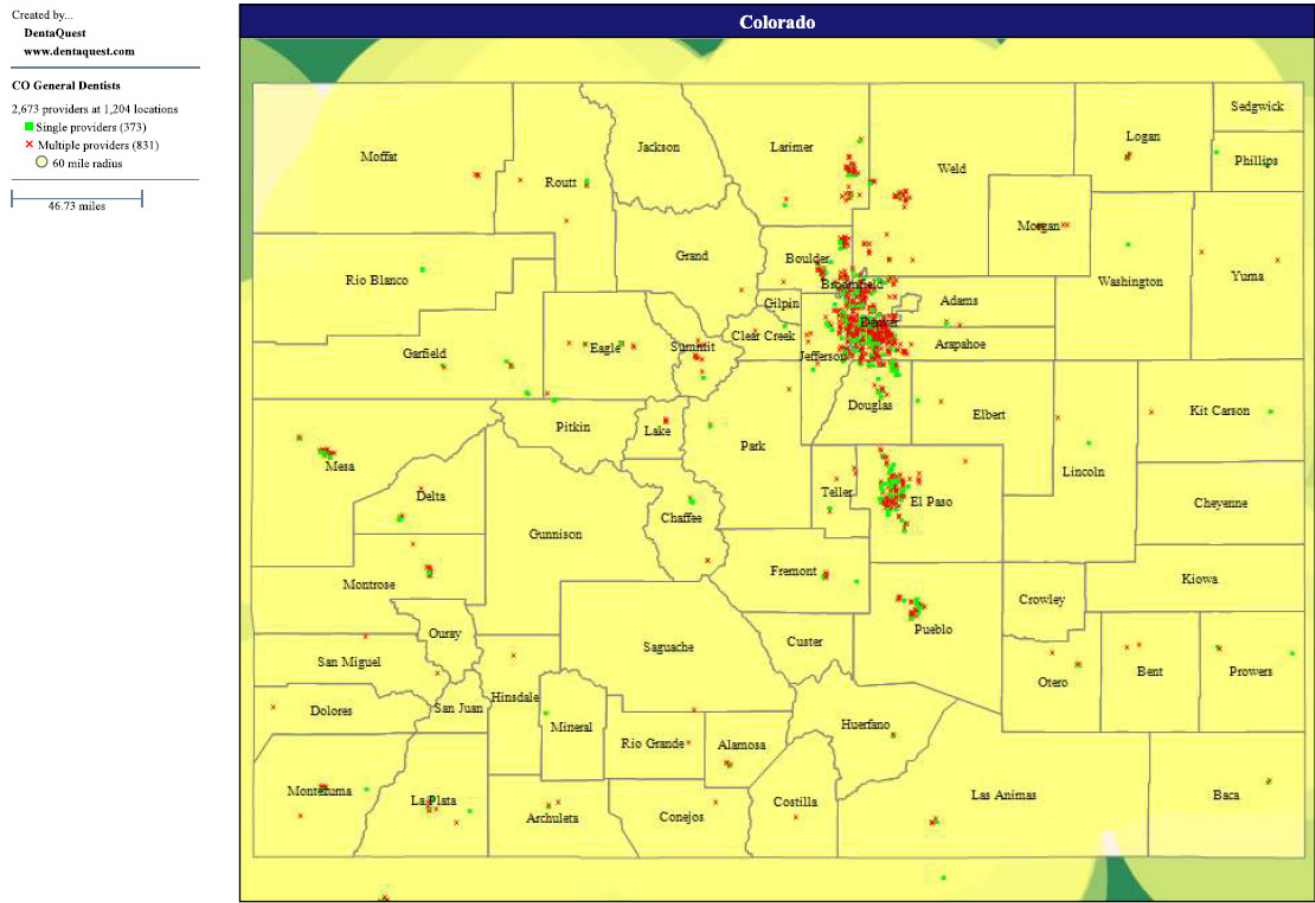 Created by...
DentaQuest
www.dentaquest.com
CO General Dentists
2,673 providers at 1,204 locations
Single providers (373)
Multiple providers (831)
60 mile radius
46.73 miles
Colorado
Sedgwick
Logan
Phillips
Moffat
Jackson
Larimer
Weld
Routt
Morgan
Grand
Boulder
Rio Blanco
Broomfield
Washington
Yuma
Gilpin
Adams
Denver
Clear Creek
Eagle
Summit
Garfield
Jefferson
Arapahoe
Douglas
Elbert
Kit Carson
Pitkin
Lake
Park
Mesa
Lincoln
Delta
Teller
El Paso
Cheyenne
Chaffee
Gunnison
Fremont
Montrose
Kiowa
Crowley
Ouray
Pueblo
Custer
Saguache
San Miguel
Otero
Bent
Prowers
Hinsdale
San Juan
Dolores
Mineral
Huerfano
Rio Grande
Alamosa
Montezuma
La Plata
Las Animas
Baca
Costilla
Archuleta
Conejos